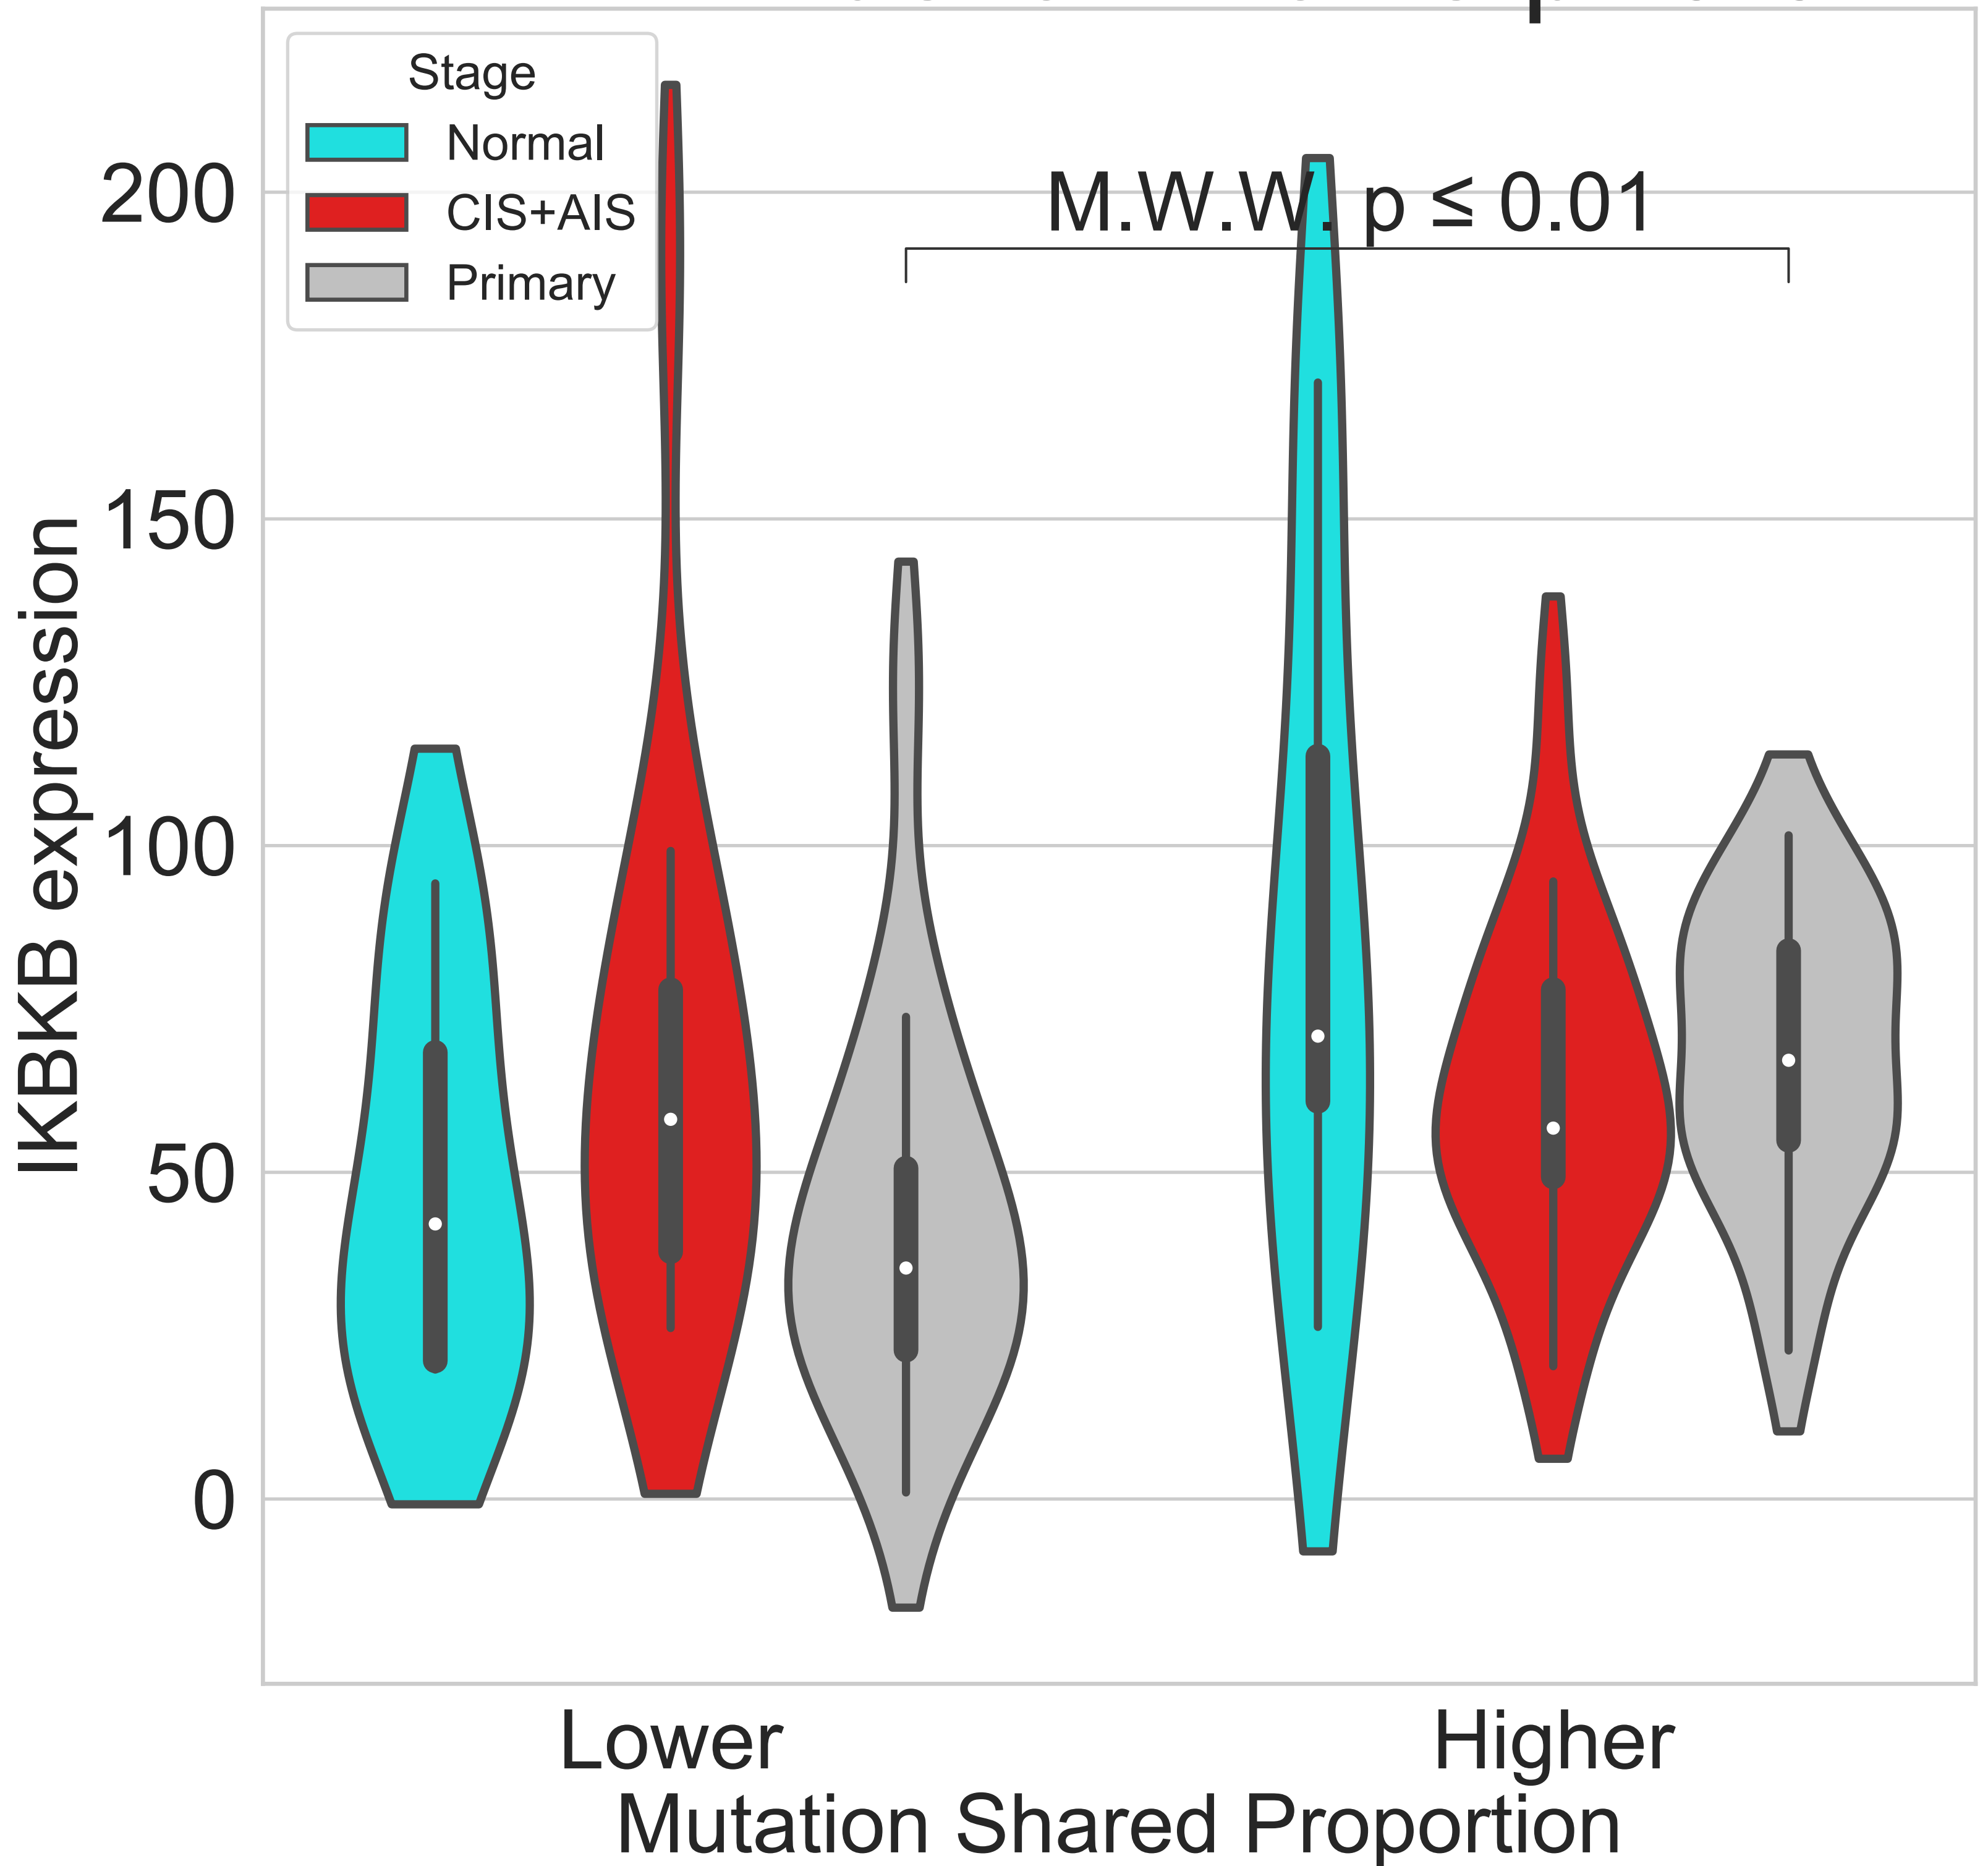 Stage
Normal
CIS+AIS
Primary
M.W.W. p ≤ 0.01
200
150
100
50
0
IKBKB expression
Lower
Higher
Mutation Shared Proportion